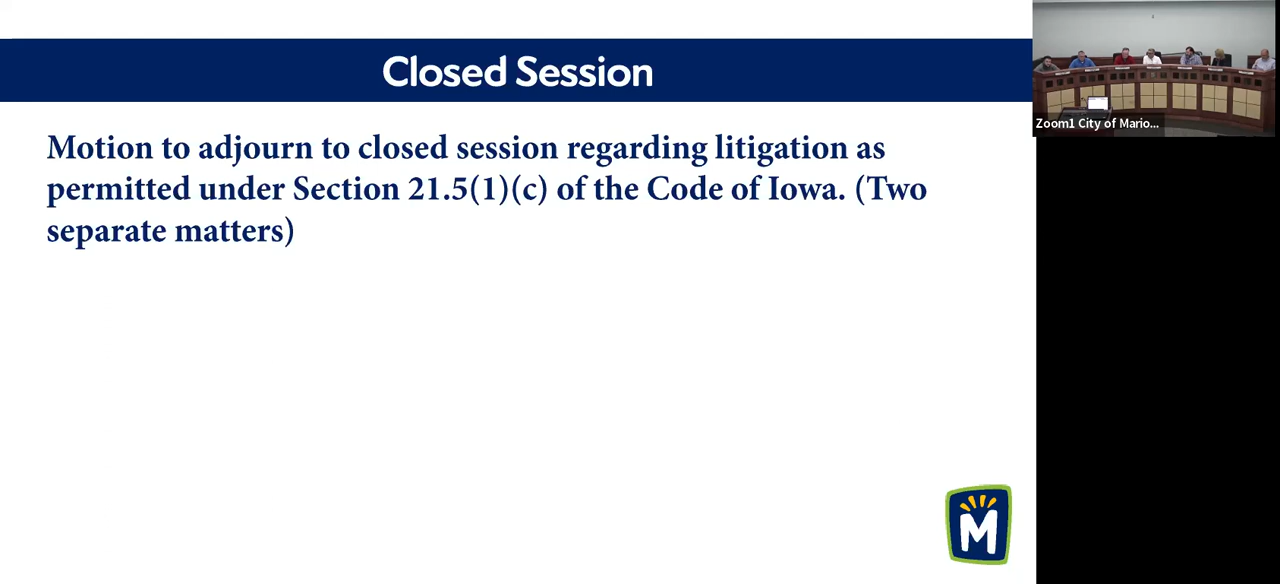 Closed Session
Motion to adjourn to closed session regarding litigation as
permitted under Section 21.5(1)(c) of the Code of Iowa. (Two
separate matters)
Zoom1 City of Mario...
M